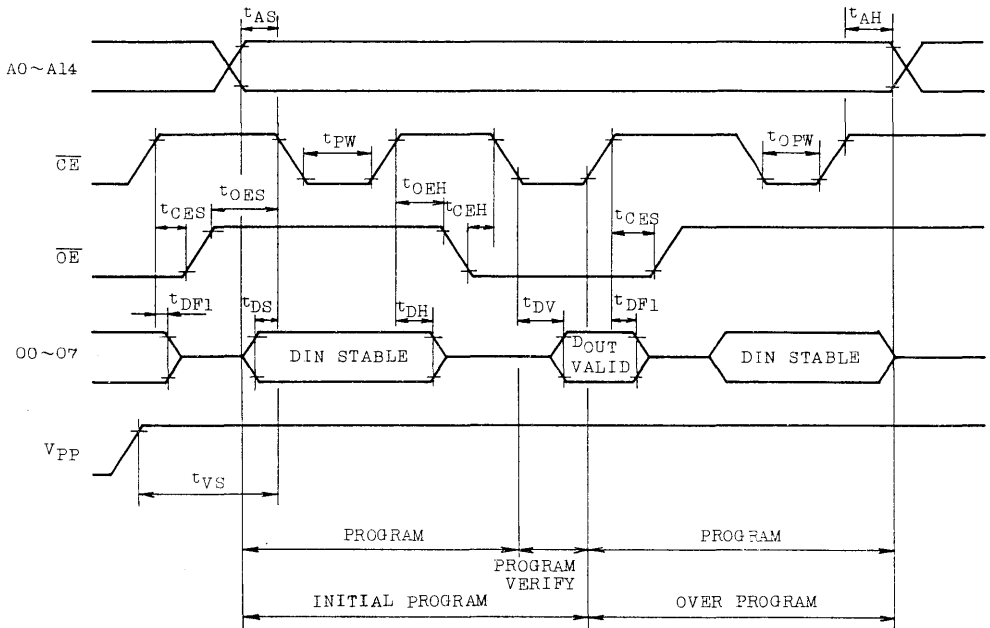 tAS
tAH
A0~A14
CE
tPW
tOPW
tOES
tOEH
tCES
tCEH
tCES
OE
tDF1
tDS
tDH
tDV
tDF1
O0~O7
DIN STABLE
DOUT VALID
DIN STABLE
VPP
tVS
PROGRAM
PROGRAM VERIFY
PROGRAM
INITIAL PROGRAM
OVER PROGRAM